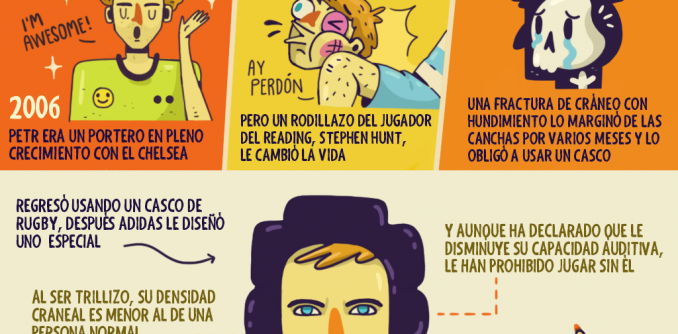 I'M
AWESOME!
2006
PETR ERA UN PORTERO EN PLENO
CRECIMIENTO CON EL CHELSEA
AY
PERDÓN
PERO UN RODILLAZO DEL JUGADOR
DEL READING, STEPHEN HUNT,
LE CAMBIÓ LA VIDA
UNA FRACTURA DE CRÀNEO CON
HUNDIMIENTO LO MARGINÓ DE LAS
CANCHAS POR VARIOS MESES Y LO
OBLIGÓ A USAR UN CASCO
REGRESÓ USANDO UN CASCO DE
RUGBY, DESPUÉS ADIDAS LE DISEÑÓ
UNO ESPECIAL
Y AUNQUE HA DECLARADO QUE LE
DISMINUYE SU CAPACIDAD AUDITIVA,
LE HAN PROHIBIDO JUGAR SIN ÉL
AL SER TRILLIZO, SU DENSIDAD
CRANEAL ES MENOR AL DE UNA
PERSONA NORMAL